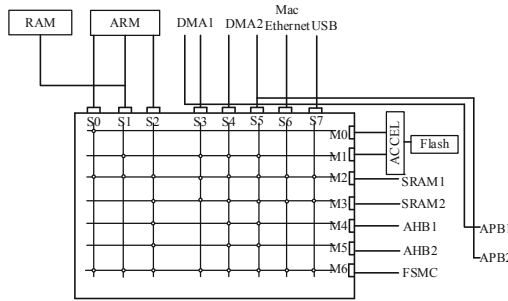 Mac
RAM ARM DMA1 DMA2 Ethernet USB
S0 S1 S2 S3 S4 S5 S6 S7
M0
ACCEL
Flash
M1
M2 SRAM1
M3 SRAM2
M4 AHB1 APB1
M5 AHB2 APB2
M6 FSMC